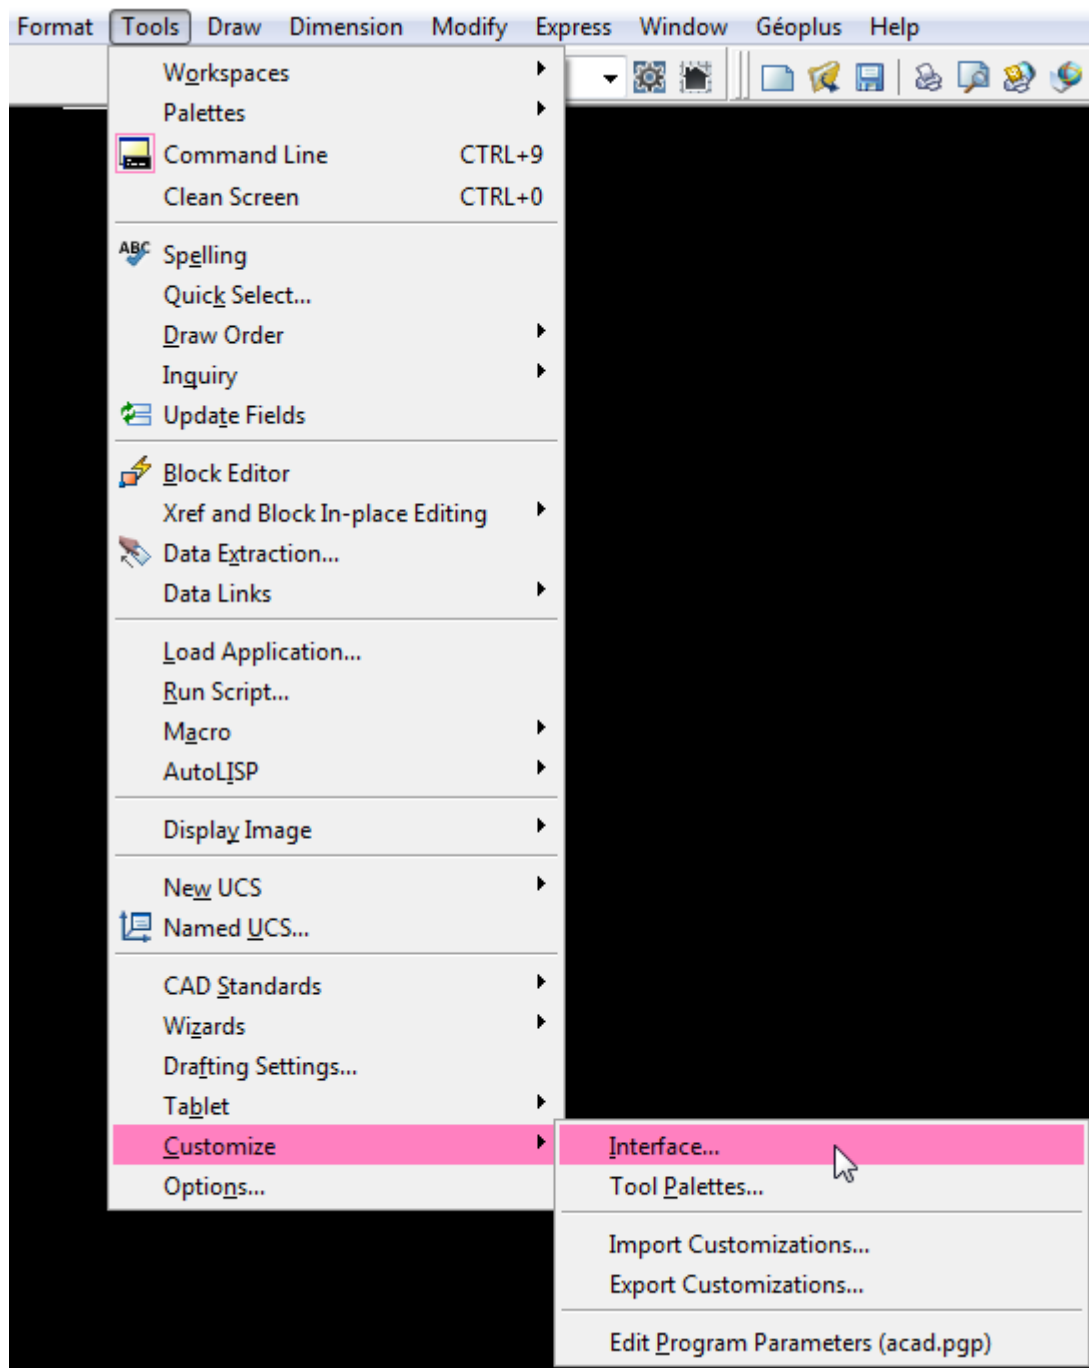 Format Tools Draw Dimension Modify Express Window Géoplus Help
Workspaces
Palettes
Command Line CTRL+9
Clean Screen CTRL+0
ABC Spelling
Quick Select...
Draw Order
Inquiry
Update Fields
Block Editor
Xref and Block In-place Editing
Data Extraction...
Data Links
Load Application...
Run Script...
Macro
AutoLISP
Display Image
New UCS
Named UCS...
CAD Standards
Wizards
Drafting Settings...
Tablet
Customize
Options...
Interface...
Tool Palettes...
Import Customizations...
Export Customizations...
Edit Program Parameters (acad.pgp)